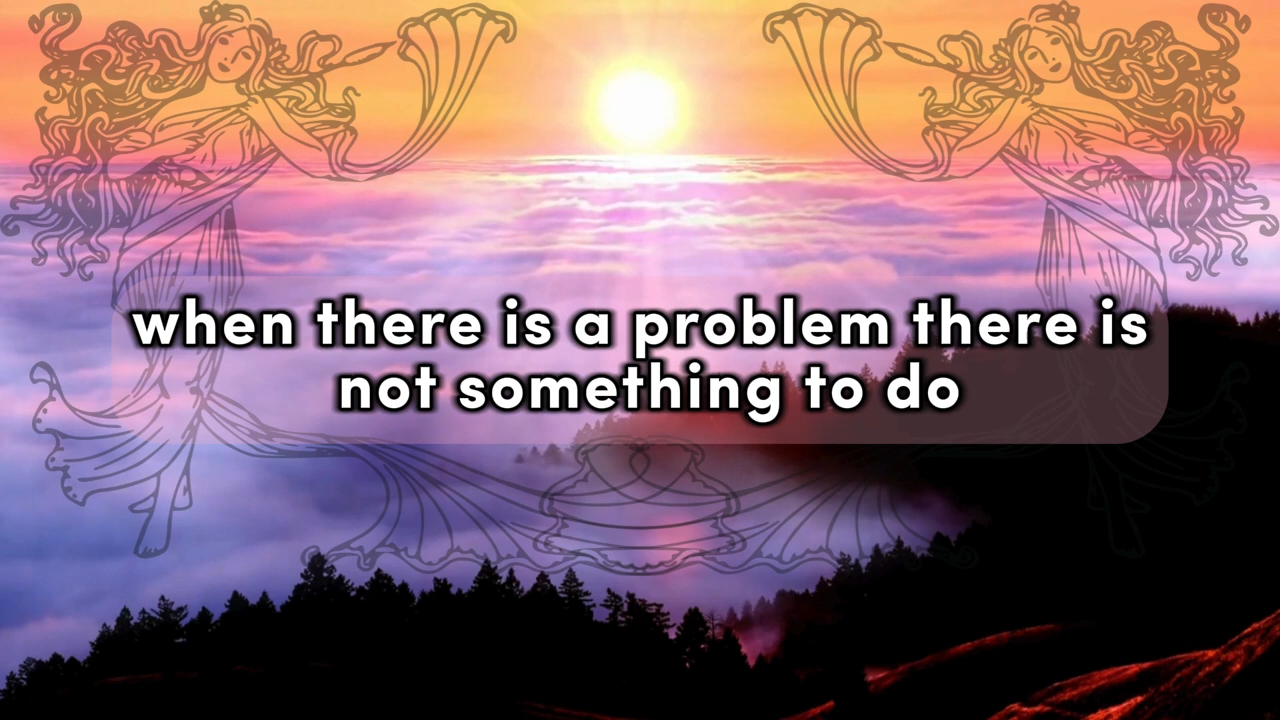 when there is a problem there is
not something to do